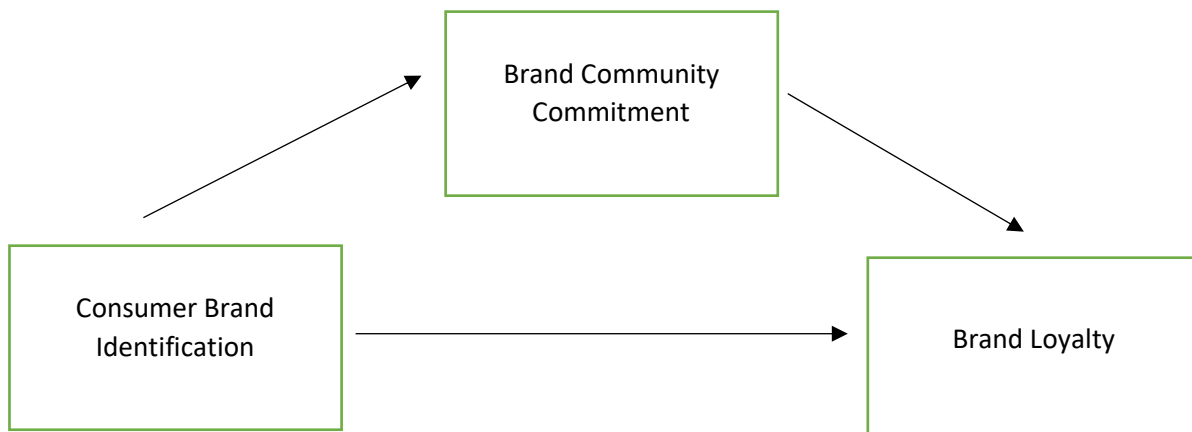 Brand Community
Commitment
Consumer Brand
Identification
Brand Loyalty